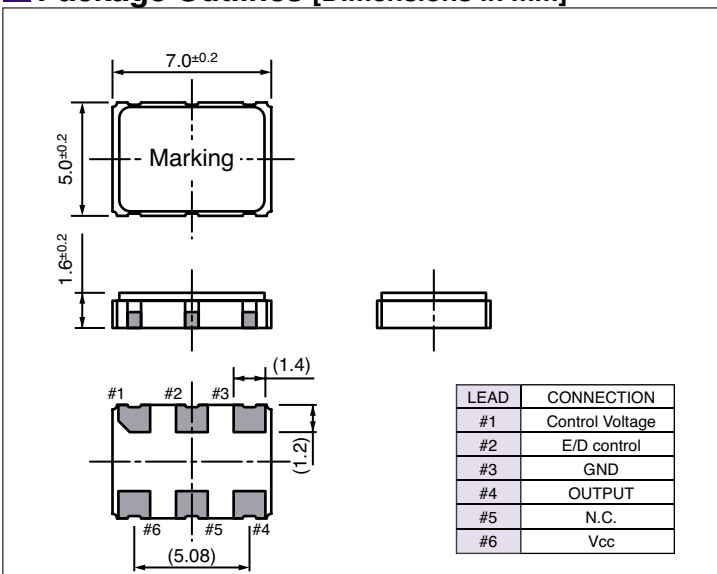 Package Outlines [Dimensions in mm]
7.0±0.2
5.0±0.2
Marking
1.6±0.2
(1.4)
#1 #2 #3
(1.2)
#6 #5 #4
(5.08)
LEAD CONNECTION
#1 Control Voltage
#2 E/D control
#3 GND
#4 OUTPUT
#5 N.C.
#6 Vcc